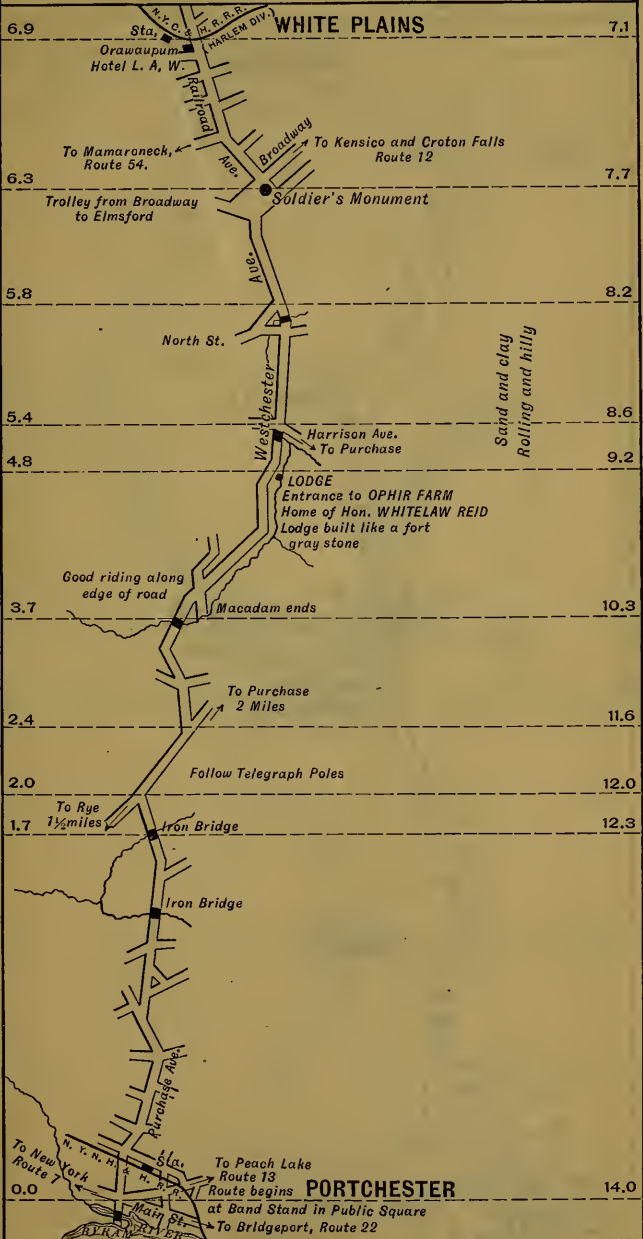 N.Y.C. & H.R.R.R.
(HARLEM DIV.)
WHITE PLAINS
6.9
7.1
Sta.
Orawaupum
Hotel L. A. W.
Railroad
Ave.
Broadway
To Kensico and Croton Falls
Route 12
To Mamaroneck,
Route 54.
6.3
7.7
Soldier's Monument
Trolley from Broadway
to Elmsford
Ave.
5.8
8.2
North St.
Westchester
Sand and clay
Rolling and hilly
5.4
8.6
Harrison Ave.
To Purchase
4.8
9.2
LODGE
Entrance to OPHIR FARM
Home of Hon. WHITELAW REID
Lodge built like a fort
gray stone
Good riding along
edge of road
3.7
Macadam ends
10.3
To Purchase
2 Miles
2.4
11.6
Follow Telegraph Poles
2.0
12.0
To Rye
1½ miles
1.7
Iron Bridge
12.3
Iron Bridge
Purchase Ave.
N. Y. N. H. & H. R. R.
Sta.
To New York
Route 7
To Peach Lake
Route 13
Route begins
PORTCHESTER
0.0
14.0
at Band Stand in Public Square
Main St.
To Bridgeport, Route 22
BYRAM RIVER